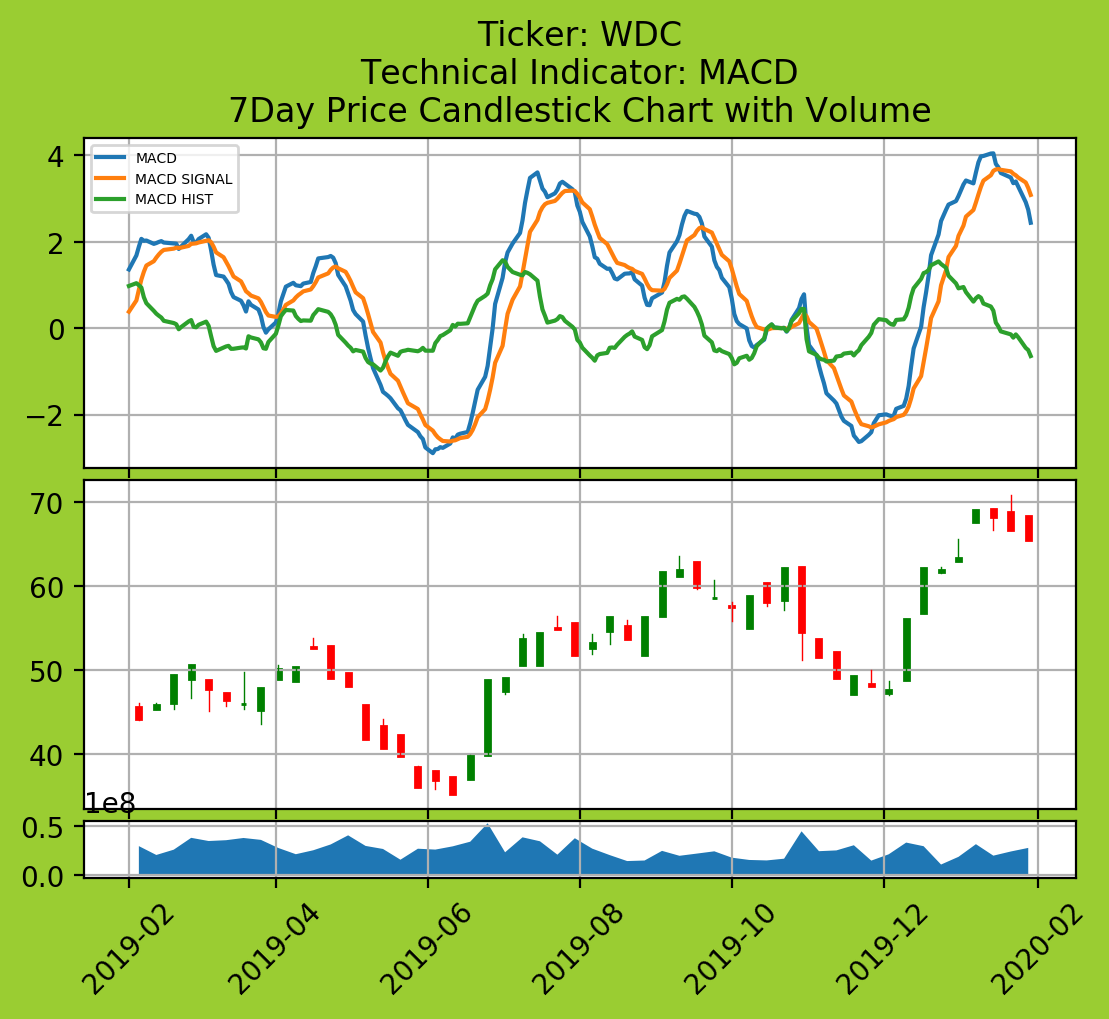 Ticker: WDC
Technical Indicator: MACD
7Day Price Candlestick Chart with Volume
MACD
MACD SIGNAL
MACD HIST
4
2
0
−2
70
60
50
40
1e8
0.5
0.0
2019-02
2019-04
2019-06
2019-08
2019-10
2019-12
2020-02